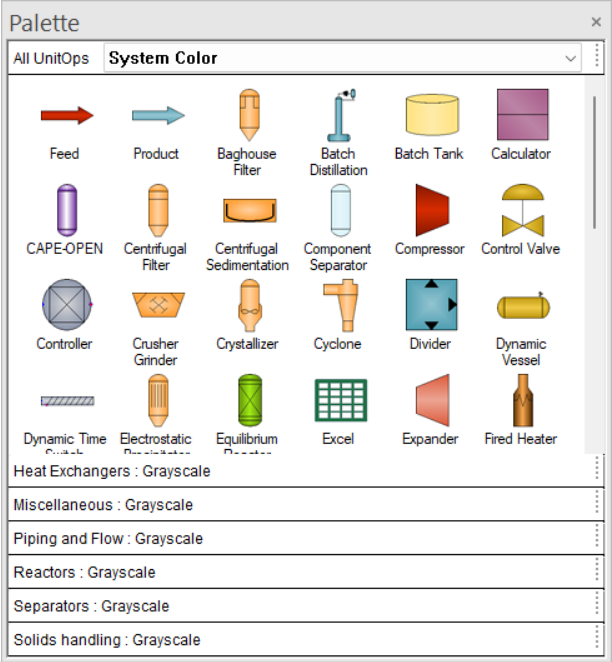 Palette
All UnitOps System Color
Feed Product Baghouse Batch Batch Tank Calculator
Filter Distillation
CAPE-OPEN Centrifugal Centrifugal Component Compressor Control Valve
Filter Sedimentation Separator
Controller Crusher Crystallizer Cyclone Divider Dynamic
Grinder Vessel
Dynamic Time Electrostatic Equilibrium Excel Expander Fired Heater
Switch Precipitator Reactor
Heat Exchangers : Grayscale
Miscellaneous : Grayscale
Piping and Flow : Grayscale
Reactors : Grayscale
Separators : Grayscale
Solids handling : Grayscale